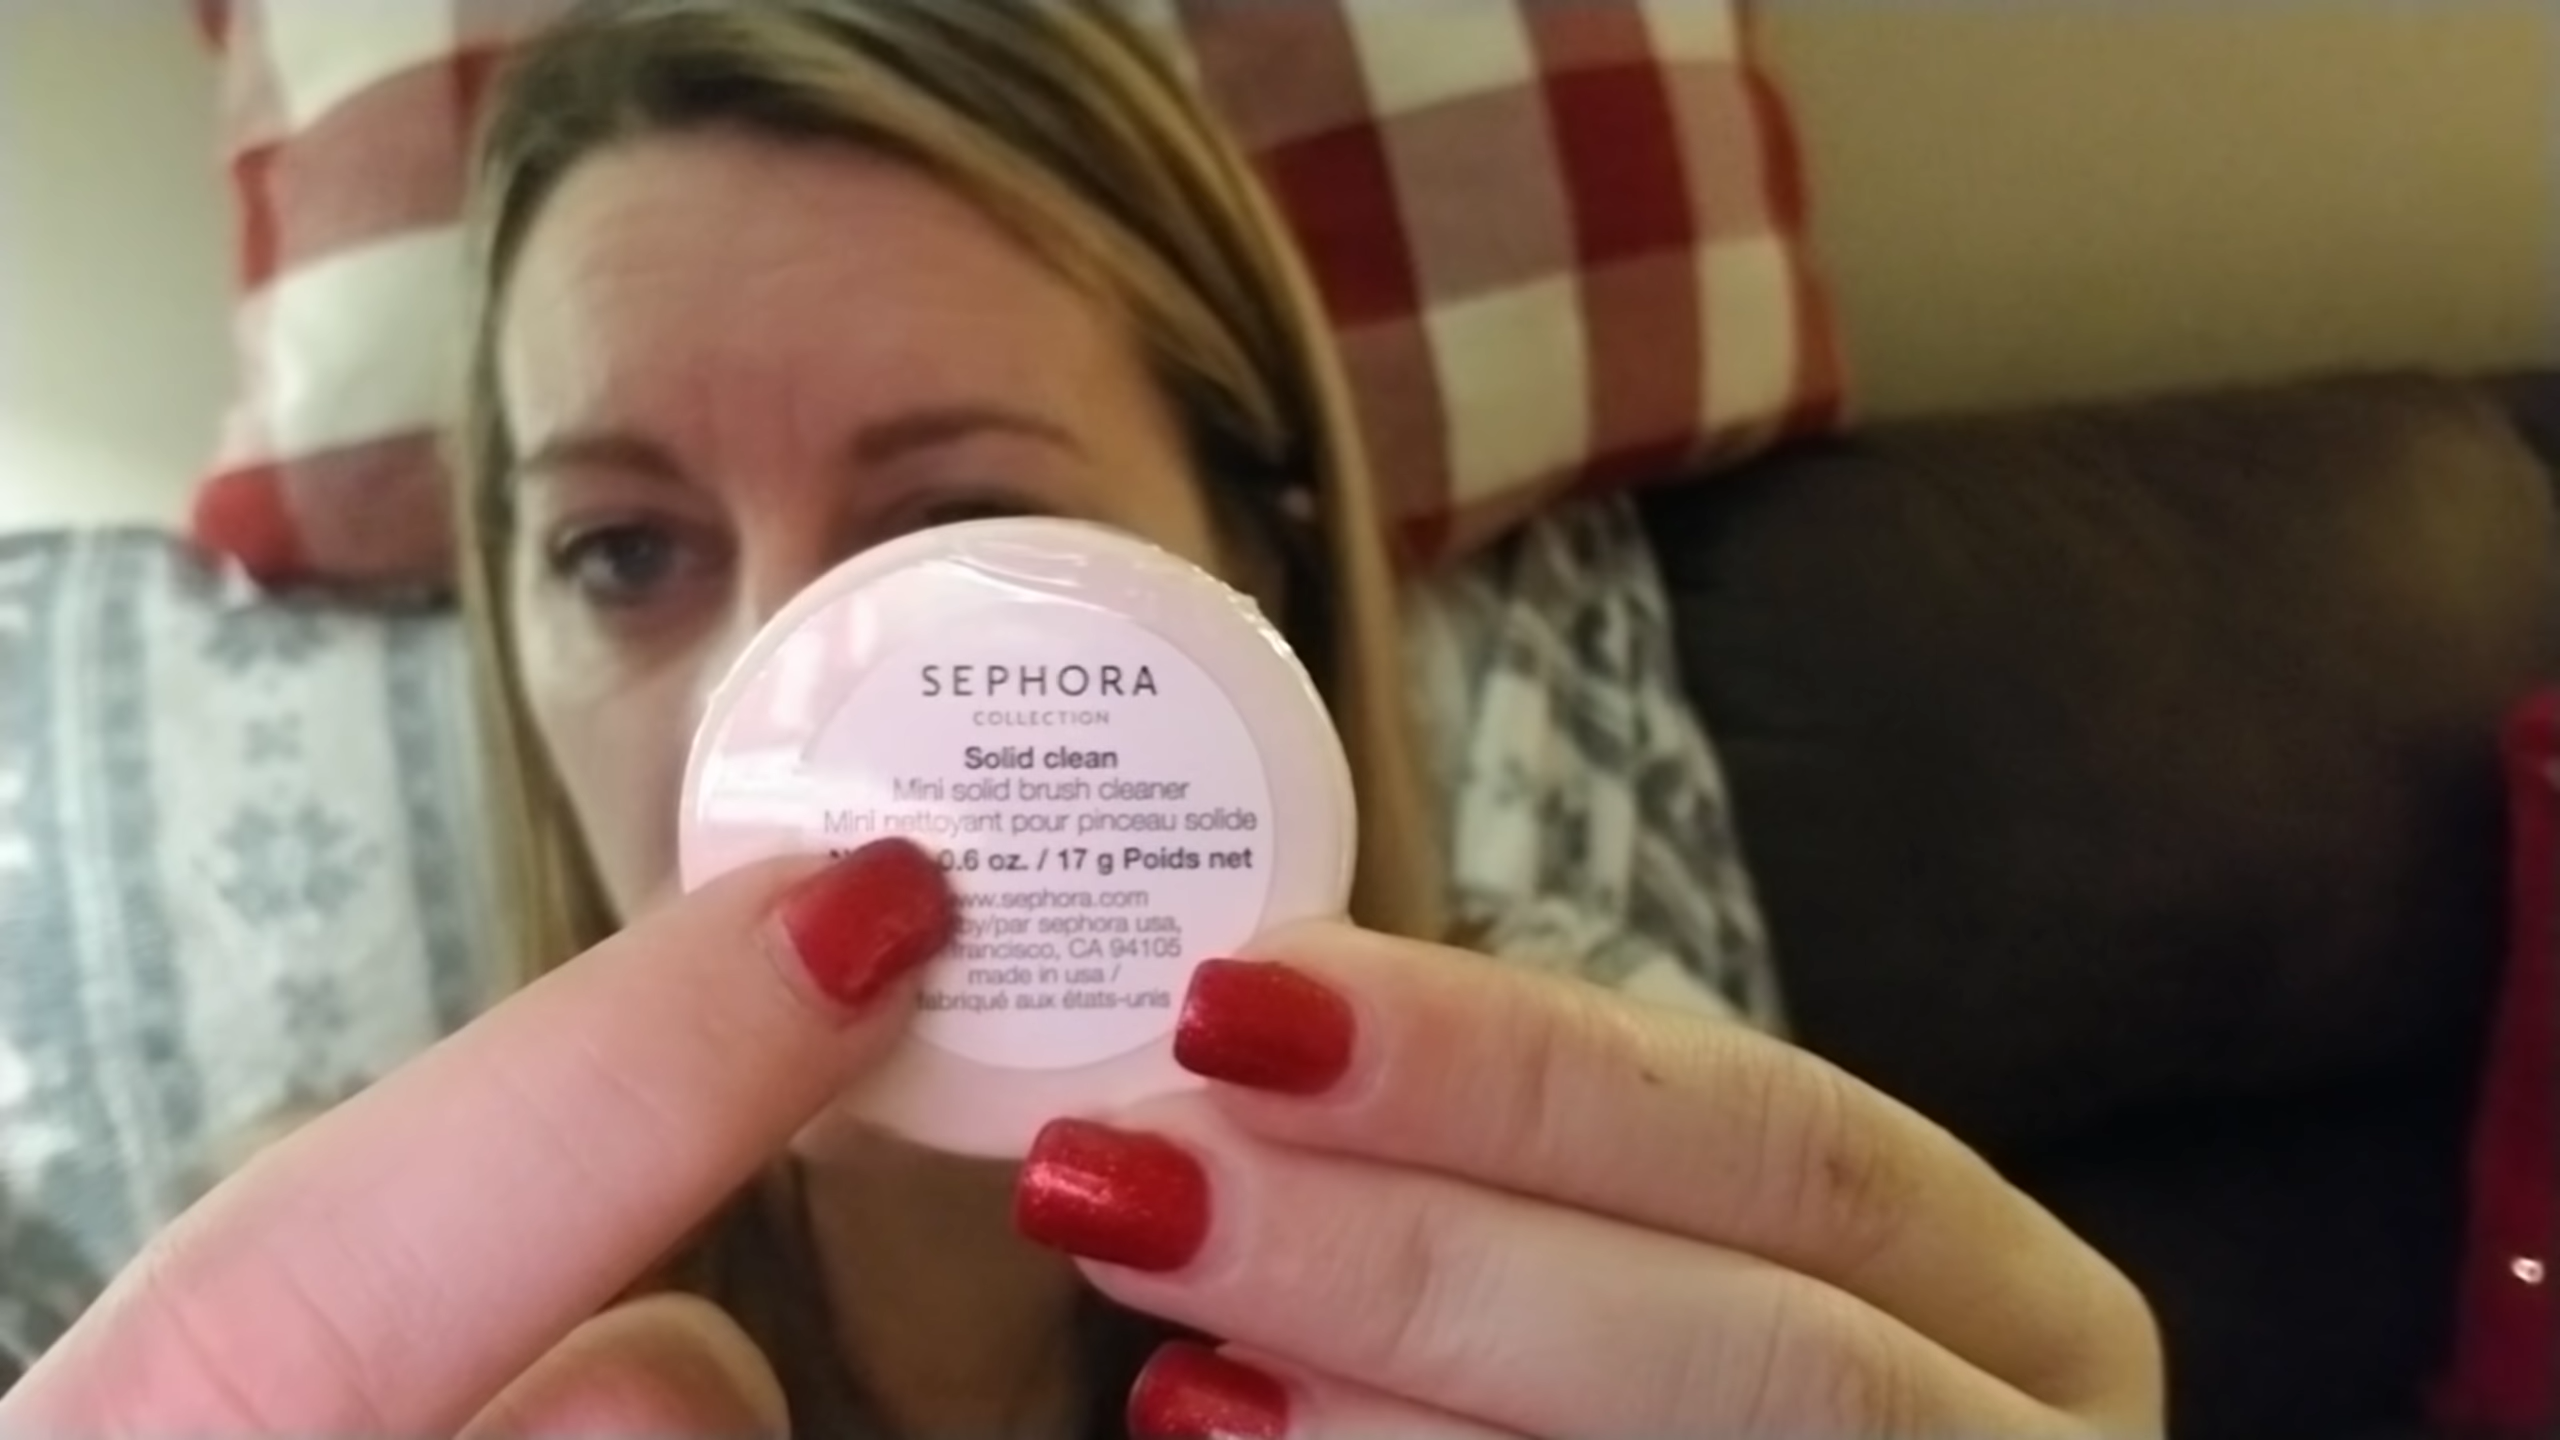 SEPHORA
COLLECTION
Solid clean
Mini solid brush cleaner
Mini nettoyant pour pinceau solide
0.6 oz. / 17 g Poids net
www.sephora.com
by/par sephora usa,
francisco, CA 94105
made in usa /
fabriqué aux états-unis